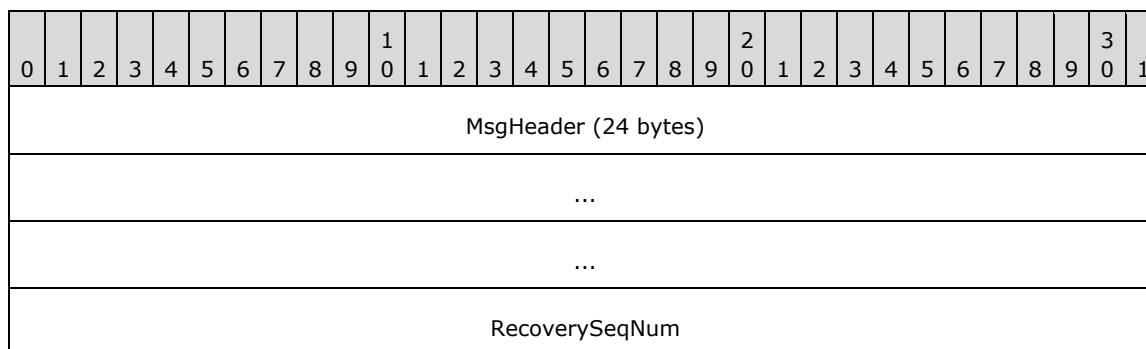 1 2 3
0 1 2 3 4 5 6 7 8 9 0 1 2 3 4 5 6 7 8 9 0 1 2 3 4 5 6 7 8 9 0 1
MsgHeader (24 bytes)
...
...
RecoverySeqNum